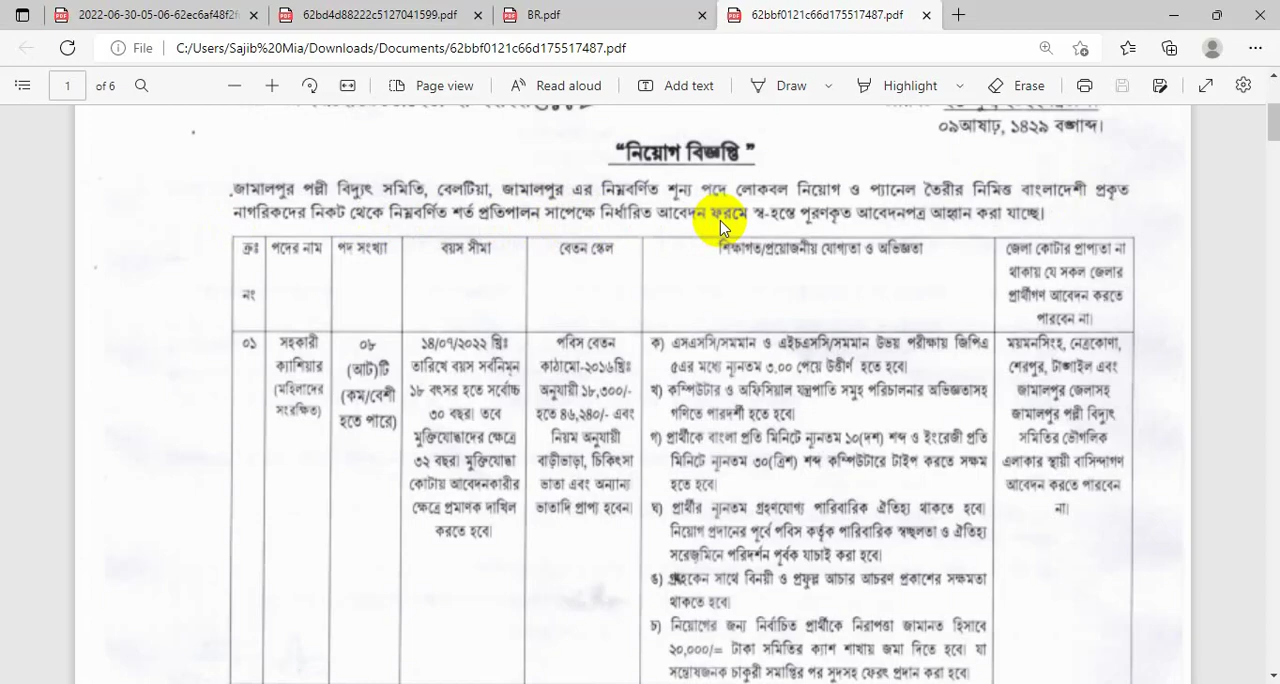 2022-06-30-05-06-62ec6af48f2f
62bd4d88222c5127041599.pdf
BR.pdf
62bbf0121c66d175517487.pdf
File
C:/Users/Sajib%20Mia/Downloads/Documents/62bbf0121c66d175517487.pdf
1 of 6
Page view
Read aloud
Add text
Draw
Highlight
Erase
০৯আষাঢ়, ১৪২৯ বঙ্গাব্দ।
“নিয়োগ বিজ্ঞপ্তি”
জামালপুর পল্লী বিদ্যুৎ সমিতি, বেলটিয়া, জামালপুর এর নিম্নবর্ণিত শূন্য পদে লোকবল নিয়োগ ও প্যানেল তৈরীর নিমিত্ত বাংলাদেশী প্রকৃত
নাগরিকদের নিকট থেকে নিম্নবর্ণিত শর্ত প্রতিপালন সাপেক্ষে নির্ধারিত আবেদন ফরমে স্ব-হস্তে পূরণকৃত আবেদনপত্র আহ্বান করা যাচ্ছে।
ক্রঃ
নং
পদের নাম
পদ সংখ্যা
বয়স সীমা
বেতন স্কেল
শিক্ষাগত/প্রয়োজনীয় যোগ্যতা ও অভিজ্ঞতা
জেলা কোটার প্রাপ্যতা না
থাকায় যে সকল জেলার
প্রার্থীগণ আবেদন করতে
পারবেন না।
০১
সহকারী
ক্যাশিয়ার
(মহিলাদের
সংরক্ষিত)
০৮
(আট)টি
(কম/বেশী
হতে পারে)
১৪/০৭/২০২২ খ্রিঃ
তারিখে বয়স সর্বনিম্ন
১৮ বৎসর হতে সর্বোচ্চ
৩০ বছর। তবে
মুক্তিযোদ্ধাদের ক্ষেত্রে
৩২ বছর। মুক্তিযোদ্ধা
কোটায় আবেদনকারীর
ক্ষেত্রে প্রমাণক দাখিল
করতে হবে।
পবিস বেতন
কাঠামো-২০১৬খ্রিঃ
অনুযায়ী ১৮,৩০০/-
হতে ৪৬,২৪০/- এবং
নিয়ম অনুযায়ী
বাড়ীভাড়া, চিকিৎসা
ভাতা এবং অন্যান্য
ভাতাদি প্রাপ্য হবেন।
ক) এসএসসি/সমমান ও এইচএসসি/সমমান উভয় পরীক্ষায় জিপিএ
৫এর মধ্যে ন্যূনতম ৩.০০ পেয়ে উত্তীর্ণ হতে হবে।
খ) কম্পিউটার ও অফিসিয়াল যন্ত্রপাতি সমুহ পরিচালনার অভিজ্ঞতাসহ
গণিতে পারদর্শী হতে হবে।
গ) প্রার্থীকে বাংলা প্রতি মিনিটে ন্যূনতম ১০(দশ) শব্দ ও ইংরেজী প্রতি
মিনিটে ন্যূনতম ৩০(ত্রিশ) শব্দ কম্পিউটারে টাইপ করতে সক্ষম
হতে হবে।
ঘ) প্রার্থীর ন্যূনতম গ্রহণযোগ্য পারিবারিক ঐতিহ্য থাকতে হবে।
নিয়োগ প্রদানের পূর্বে পবিস কর্তৃক পারিবারিক স্বচ্ছলতা ও ঐতিহ্য
সরেজমিনে পরিদর্শন পূর্বক যাচাই করা হবে।
ঙ) সাথে বিনয়ী ও প্রফুল্ল আচার আচরণ প্রকাশের সক্ষমতা
থাকতে হবে।
চ) নিয়োগের জন্য নির্বাচিত প্রার্থীকে নিরাপত্তা জামানত হিসাবে
২০,০০০/= টাকা সমিতির ক্যাশ শাখায় জমা দিতে হবে। যা
সন্তোষজনক চাকুরী সমাপ্তির পর সুদসহ ফেরৎ প্রদান করা হবে।
ময়মনসিংহ, নেত্রকোণা,
শেরপুর, টাঙ্গাইল এবং
জামালপুর জেলাসহ
জামালপুর পল্লী বিদ্যুৎ
সমিতির ভৌগলিক
এলাকার স্থায়ী বাসিন্দাগণ
আবেদন করতে পারবেন
না।